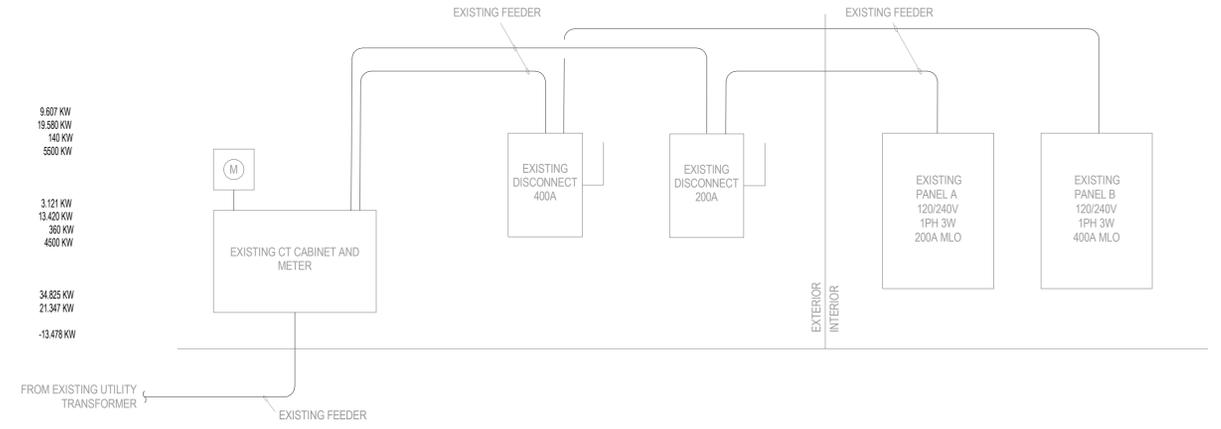 EXISTING FEEDER
EXISTING FEEDER
9.607 KW
19.580 KW
140 KW
5500 KW
3.121 KW
13.420 KW
360 KW
4500 KW
34.825 KW
21.347 KW
-13.478 KW
M
EXISTING CT CABINET AND
METER
EXISTING
DISCONNECT
400A
EXISTING
DISCONNECT
200A
EXISTING
PANEL A
120/240V
1PH 3W
200A MLO
EXISTING
PANEL B
120/240V
1PH 3W
400A MLO
EXTERIOR
INTERIOR
FROM EXISTING UTILITY
TRANSFORMER
EXISTING FEEDER